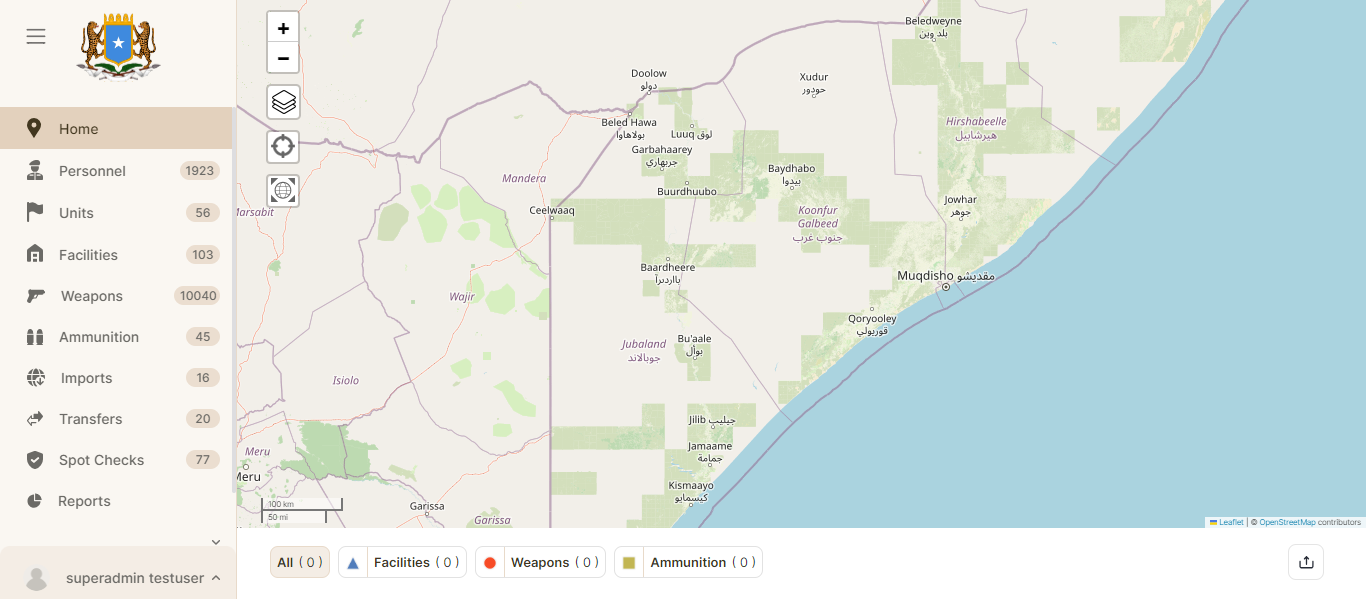 Home
Personnel 1923
Units 56
Facilities 103
Weapons 10040
Ammunition 45
Imports 16
Transfers 20
Spot Checks 77
Reports
superadmin testuser
+
−
Beledweyne
بلد وين
Doolow
دولو
Xudur
حودور
Beled Hawa
بولاهاوا
Luuq لوق
Hirshabeelle
هيرشابيل
Garbahaarey
جربهاري
Mandera
Baydhabo
بيدوا
Buurdhuubo
Marsabit
Ceelwaaq
Koonfur
Galbeed
جنوب غرب
Jowhar
جوهر
Baardheere
بااردىرآ
Muqdisho مقديشو
Wajir
Qoryooley
قوريولي
Jubaland
جوبالاند
Bu'aale
بوآل
Isiolo
Jilib جيليب
Jamaame
جمامة
Meru
Meru
Kismaayo
كيسمايو
Garissa
Garissa
100 km
50 mi
Leaflet | © OpenStreetMap contributors
All ( 0 )
Facilities ( 0 )
Weapons ( 0 )
Ammunition ( 0 )